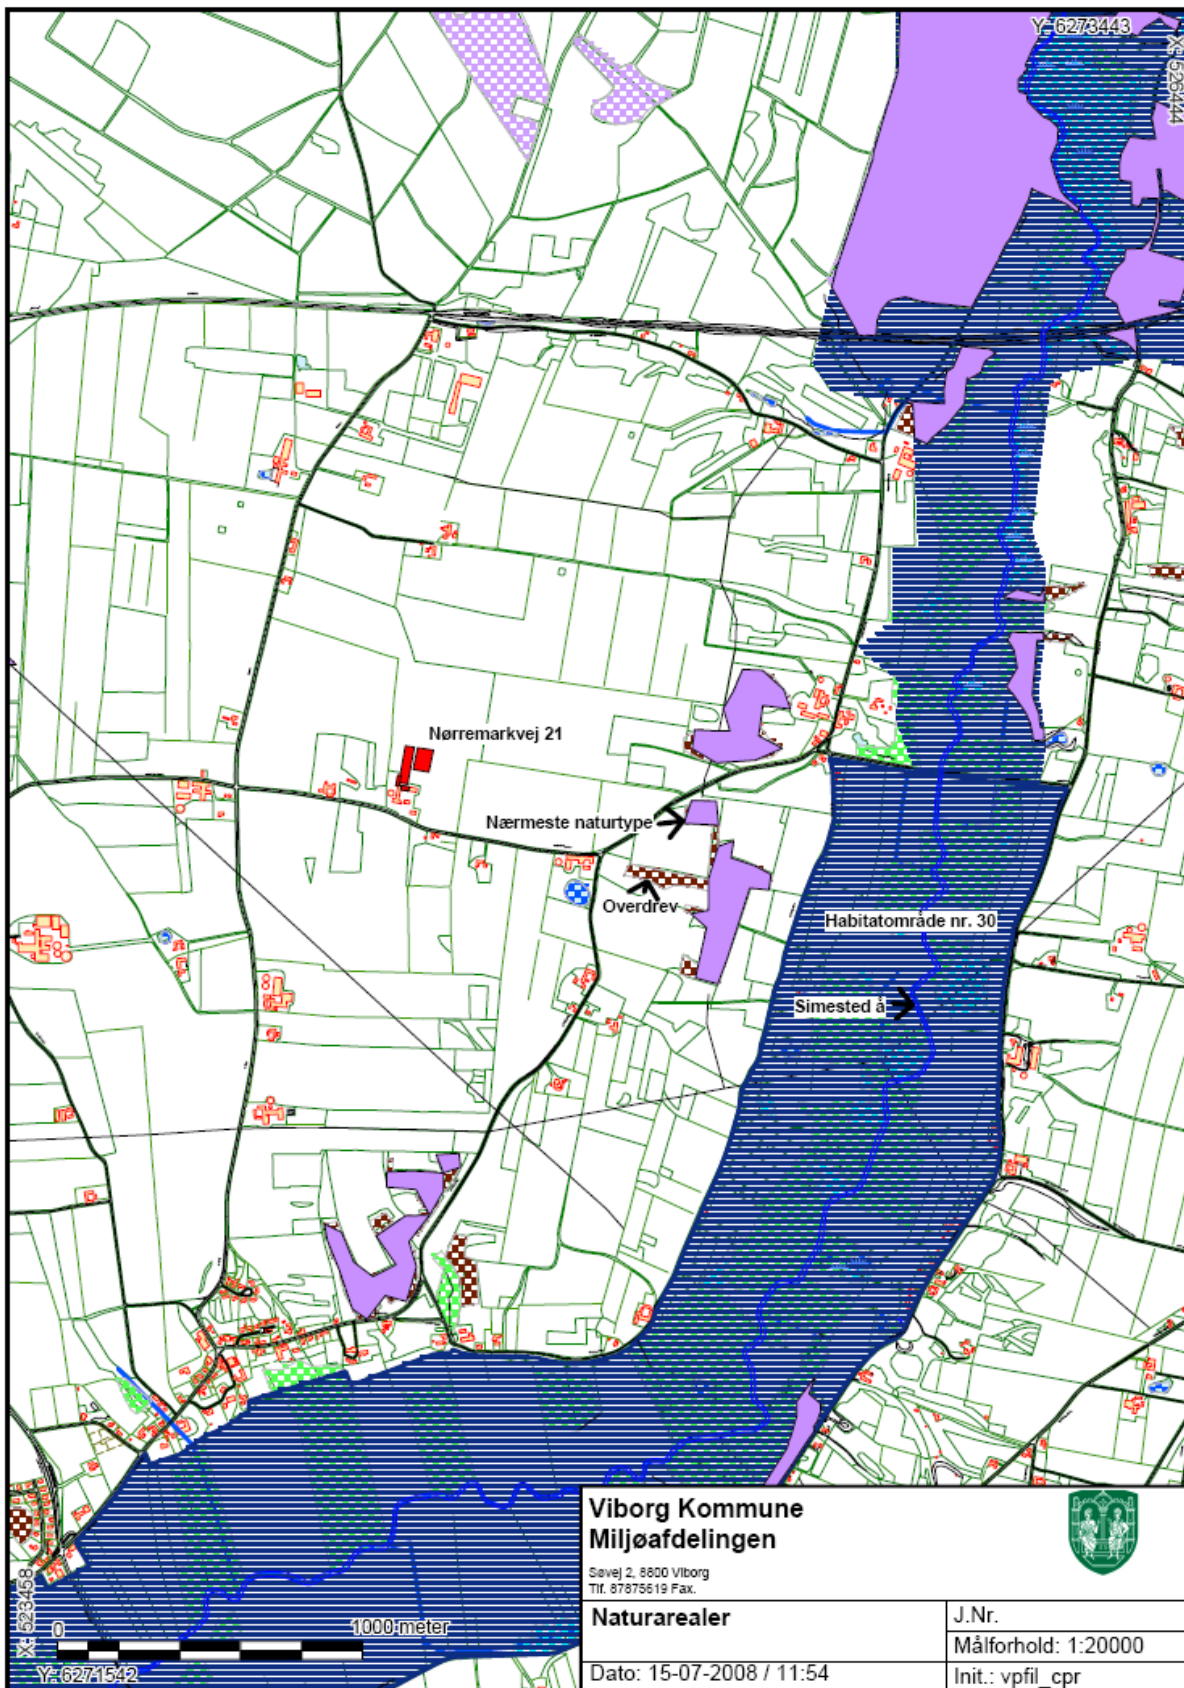 Y: 6273443
X: 526444
Nørremarkvej 21
Nærmeste naturtype
Overdrev
Habitatområde nr. 30
Simested å
Viborg Kommune
Miljøafdelingen
Søvej 2, 8800 Viborg
Tlf. 87875619 Fax.
Naturarealer
J.Nr.
Målforhold: 1:20000
Dato: 15-07-2008 / 11:54
Init.: vpfil_cpr
X: 523458
0
1000 meter
Y: 6271542